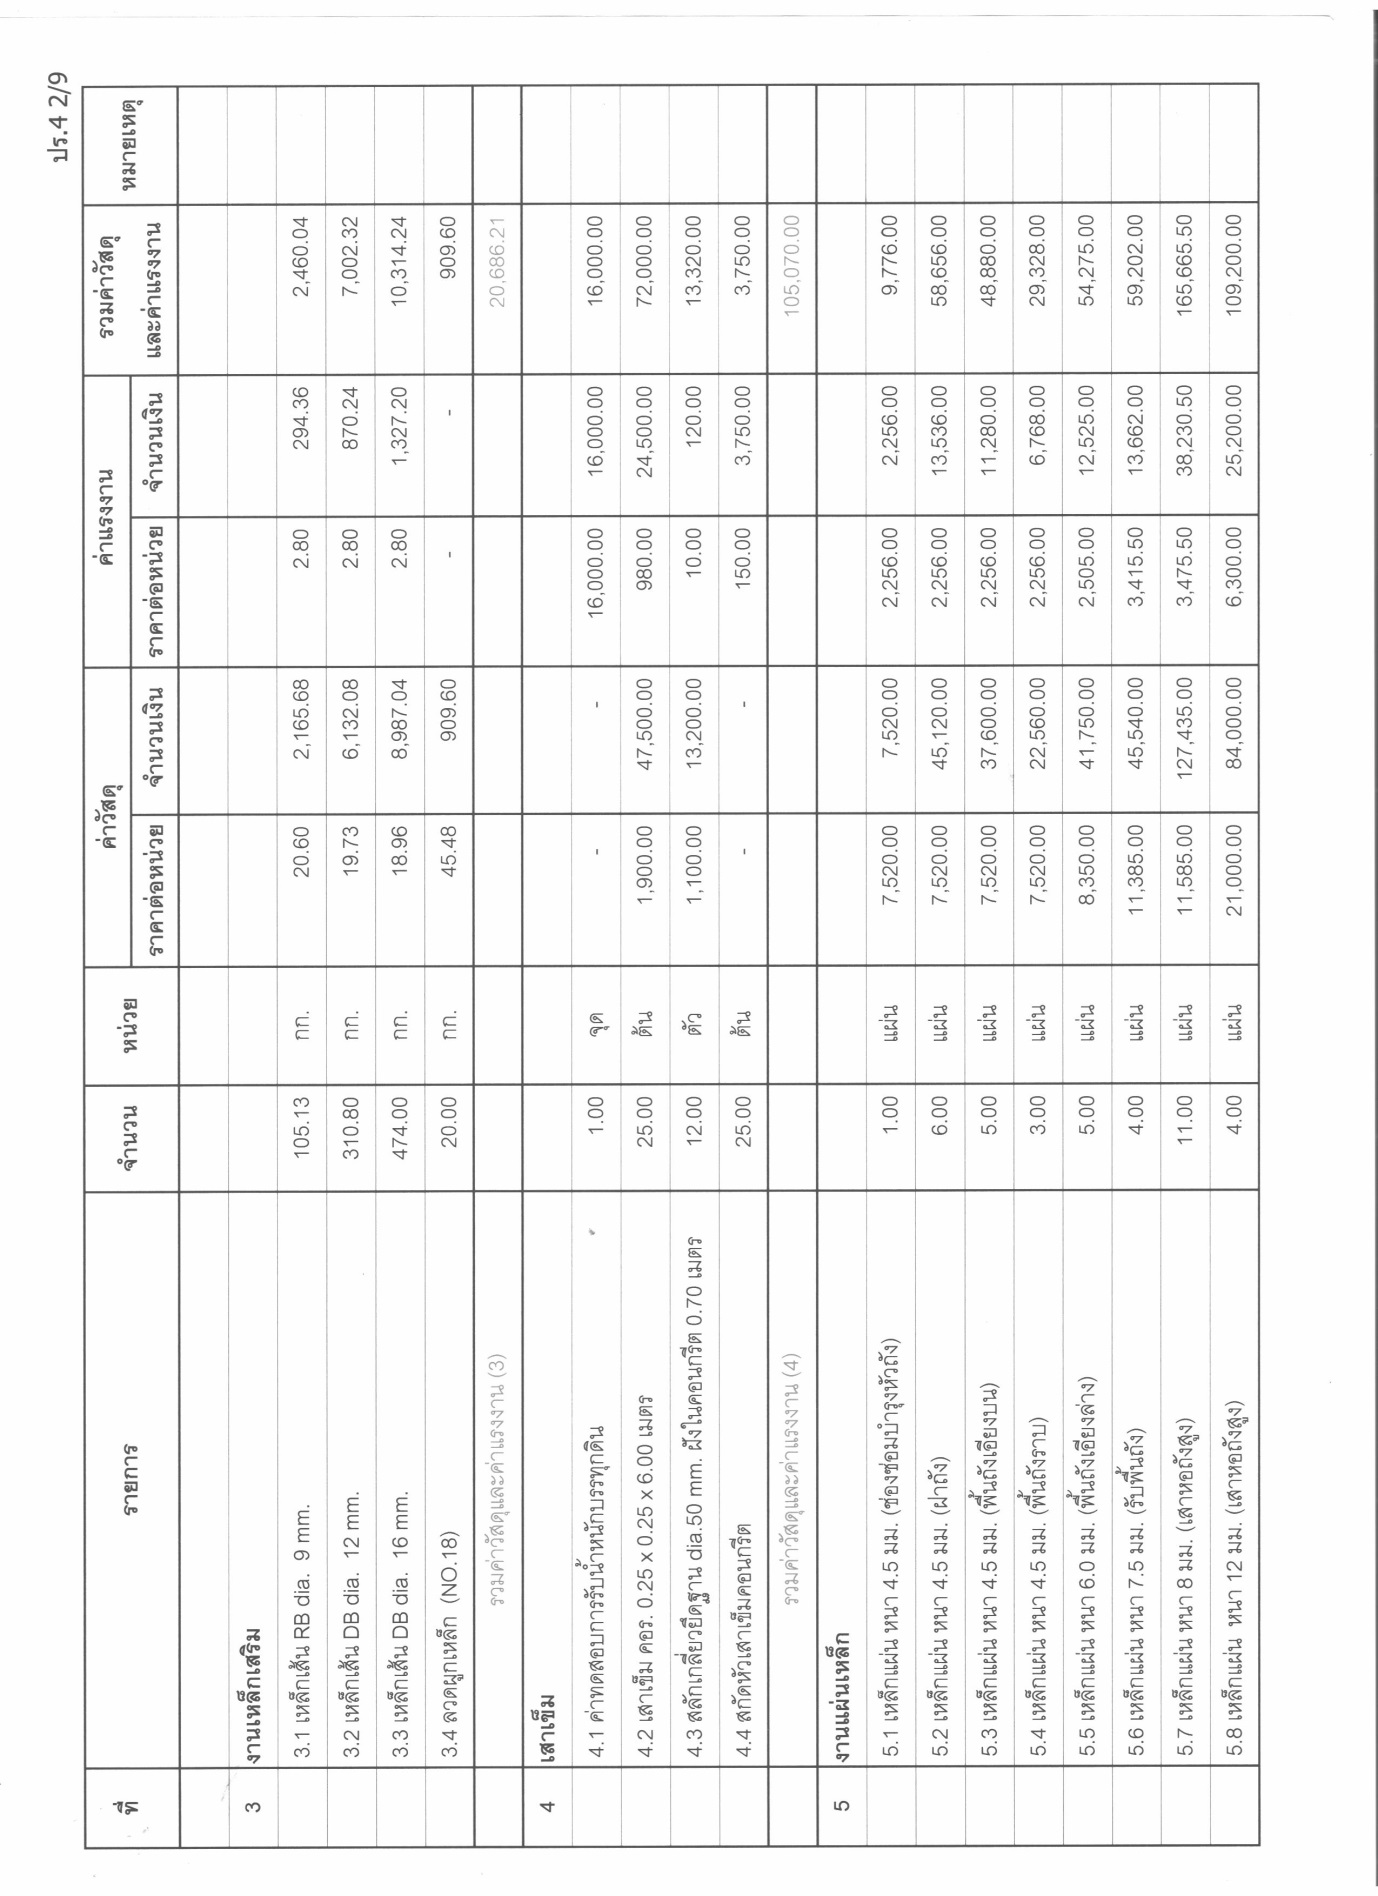 ปร.4 2/9
ที่ รายการ จำนวน หน่วย ค่าวัสดุ ค่าแรงงาน รวมค่าวัสดุ หมายเหตุ
ราคาต่อหน่วย จำนวนเงิน ราคาต่อหน่วย จำนวนเงิน และค่าแรงงาน
3 งานเหล็กเสริม
3.1 เหล็กเส้น RB dia. 9 mm. 105.13 กก. 20.60 2,165.68 2.80 294.36 2,460.04
3.2 เหล็กเส้น DB dia. 12 mm. 310.80 กก. 19.73 6,132.08 2.80 870.24 7,002.32
3.3 เหล็กเส้น DB dia. 16 mm. 474.00 กก. 18.96 8,987.04 2.80 1,327.20 10,314.24
3.4 ลวดผูกเหล็ก (NO.18) 20.00 กก. 45.48 909.60 - - 909.60
รวมค่าวัสดุและค่าแรงงาน (3) 20,686.21
4 เสาเข็ม
4.1 ค่าทดสอบการรับน้ำหนักบรรทุกดิน 1.00 จุด - - 16,000.00 16,000.00 16,000.00
4.2 เสาเข็ม คอร. 0.25 x 0.25 x 6.00 เมตร 25.00 ต้น 1,900.00 47,500.00 980.00 24,500.00 72,000.00
4.3 สลักเกลียวยึดฐาน dia.50 mm. ฝังในคอนกรีต 0.70 เมตร 12.00 ตัว 1,100.00 13,200.00 10.00 120.00 13,320.00
4.4 สกัดหัวเสาเข็มคอนกรีต 25.00 ต้น - - 150.00 3,750.00 3,750.00
รวมค่าวัสดุและค่าแรงงาน (4) 105,070.00
5 งานแผ่นเหล็ก
5.1 เหล็กแผ่น หนา 4.5 มม. (ช่องซ่อมบำรุงหัวถัง) 1.00 แผ่น 7,520.00 7,520.00 2,256.00 2,256.00 9,776.00
5.2 เหล็กแผ่น หนา 4.5 มม. (ฝาถัง) 6.00 แผ่น 7,520.00 45,120.00 2,256.00 13,536.00 58,656.00
5.3 เหล็กแผ่น หนา 4.5 มม. (พื้นถังเอียงบน) 5.00 แผ่น 7,520.00 37,600.00 2,256.00 11,280.00 48,880.00
5.4 เหล็กแผ่น หนา 4.5 มม. (พื้นถังราบ) 3.00 แผ่น 7,520.00 22,560.00 2,256.00 6,768.00 29,328.00
5.5 เหล็กแผ่น หนา 6.0 มม. (พื้นถังเอียงล่าง) 5.00 แผ่น 8,350.00 41,750.00 2,505.00 12,525.00 54,275.00
5.6 เหล็กแผ่น หนา 7.5 มม. (รับพื้นถัง) 4.00 แผ่น 11,385.00 45,540.00 3,415.50 13,662.00 59,202.00
5.7 เหล็กแผ่น หนา 8 มม. (เสาหอถังสูง) 11.00 แผ่น 11,585.00 127,435.00 3,475.50 38,230.50 165,665.50
5.8 เหล็กแผ่น หนา 12 มม. (เสาหอถังสูง) 4.00 แผ่น 21,000.00 84,000.00 6,300.00 25,200.00 109,200.00